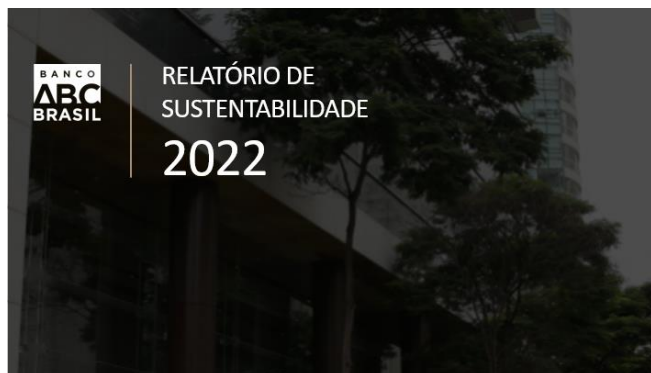 BANCO
ABC
BRASIL
RELATÓRIO DE
SUSTENTABILIDADE
2022